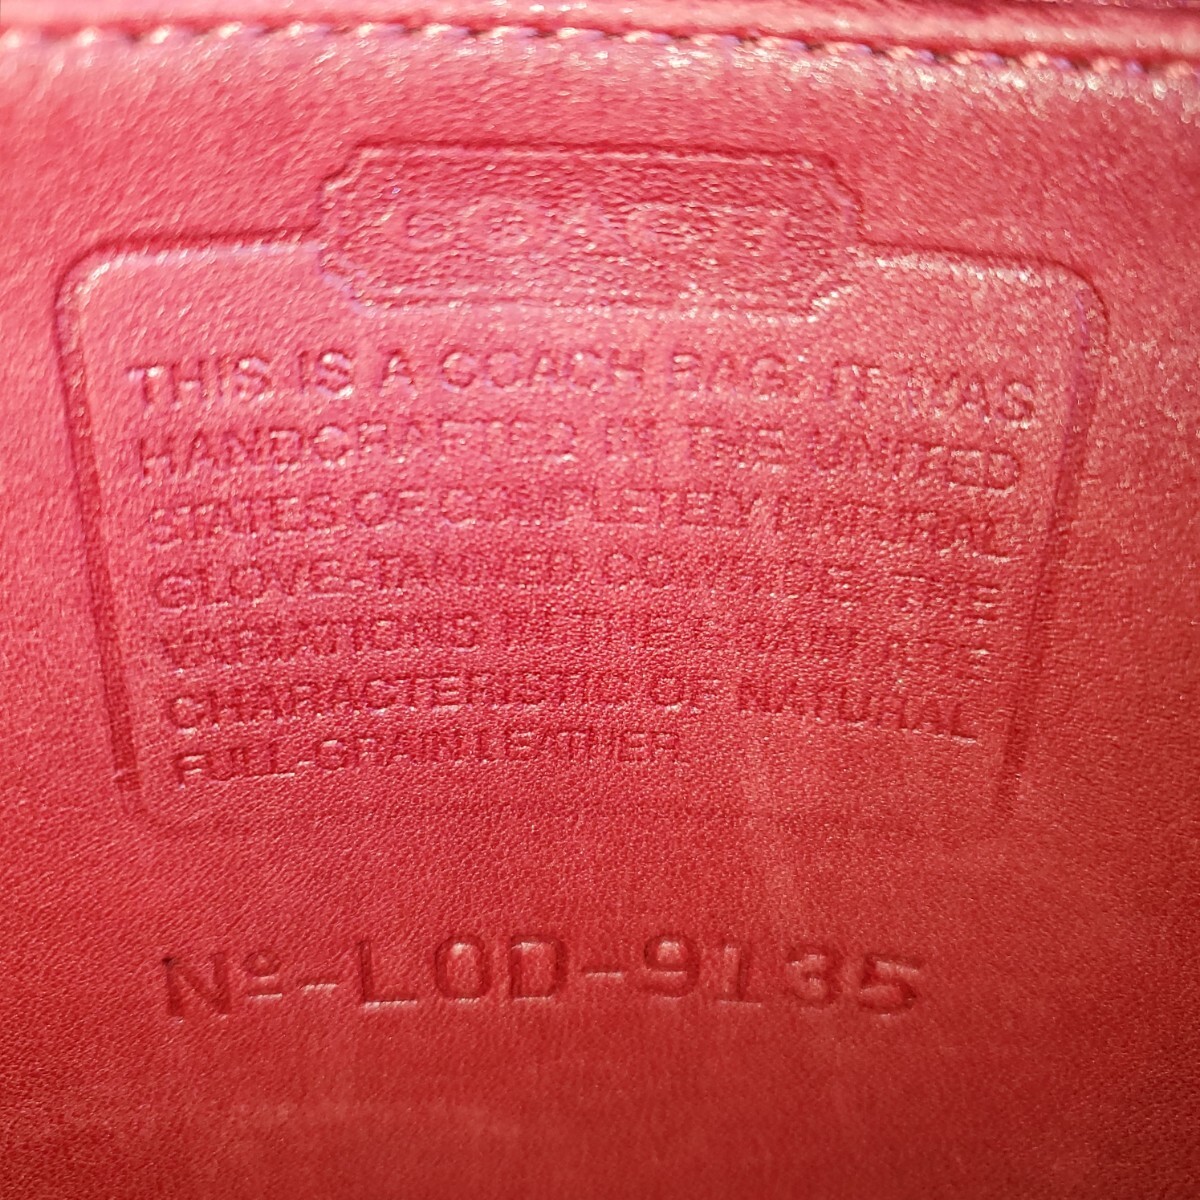 COACH
THIS IS A COACH BAG. IT WAS
HANDCRAFTED IN THE UNITED
STATES OF COMPLETELY NATURAL
GLOVE-TANNED COWHIDE. THE
VARIATIONS IN THE GRAIN ARE
CHARACTERISTIC OF NATURAL
FULL-GRAIN LEATHER.
Nº-LOD-9135